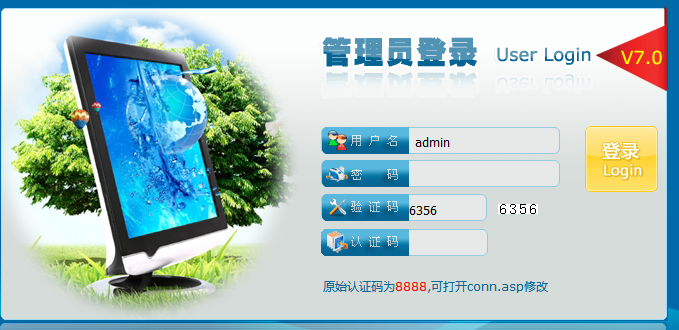 管理员登录 User Login V7.0
用户名 admin
密 码
登录
Login
验证码 6356 6356
认证码
原始认证码为8888,可打开conn.asp修改